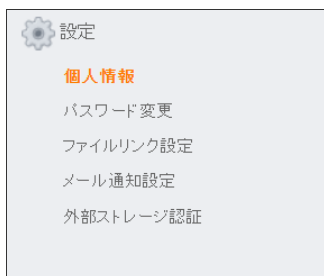 設定
個人情報
パスワード変更
ファイルリンク設定
メール通知設定
外部ストレージ認証